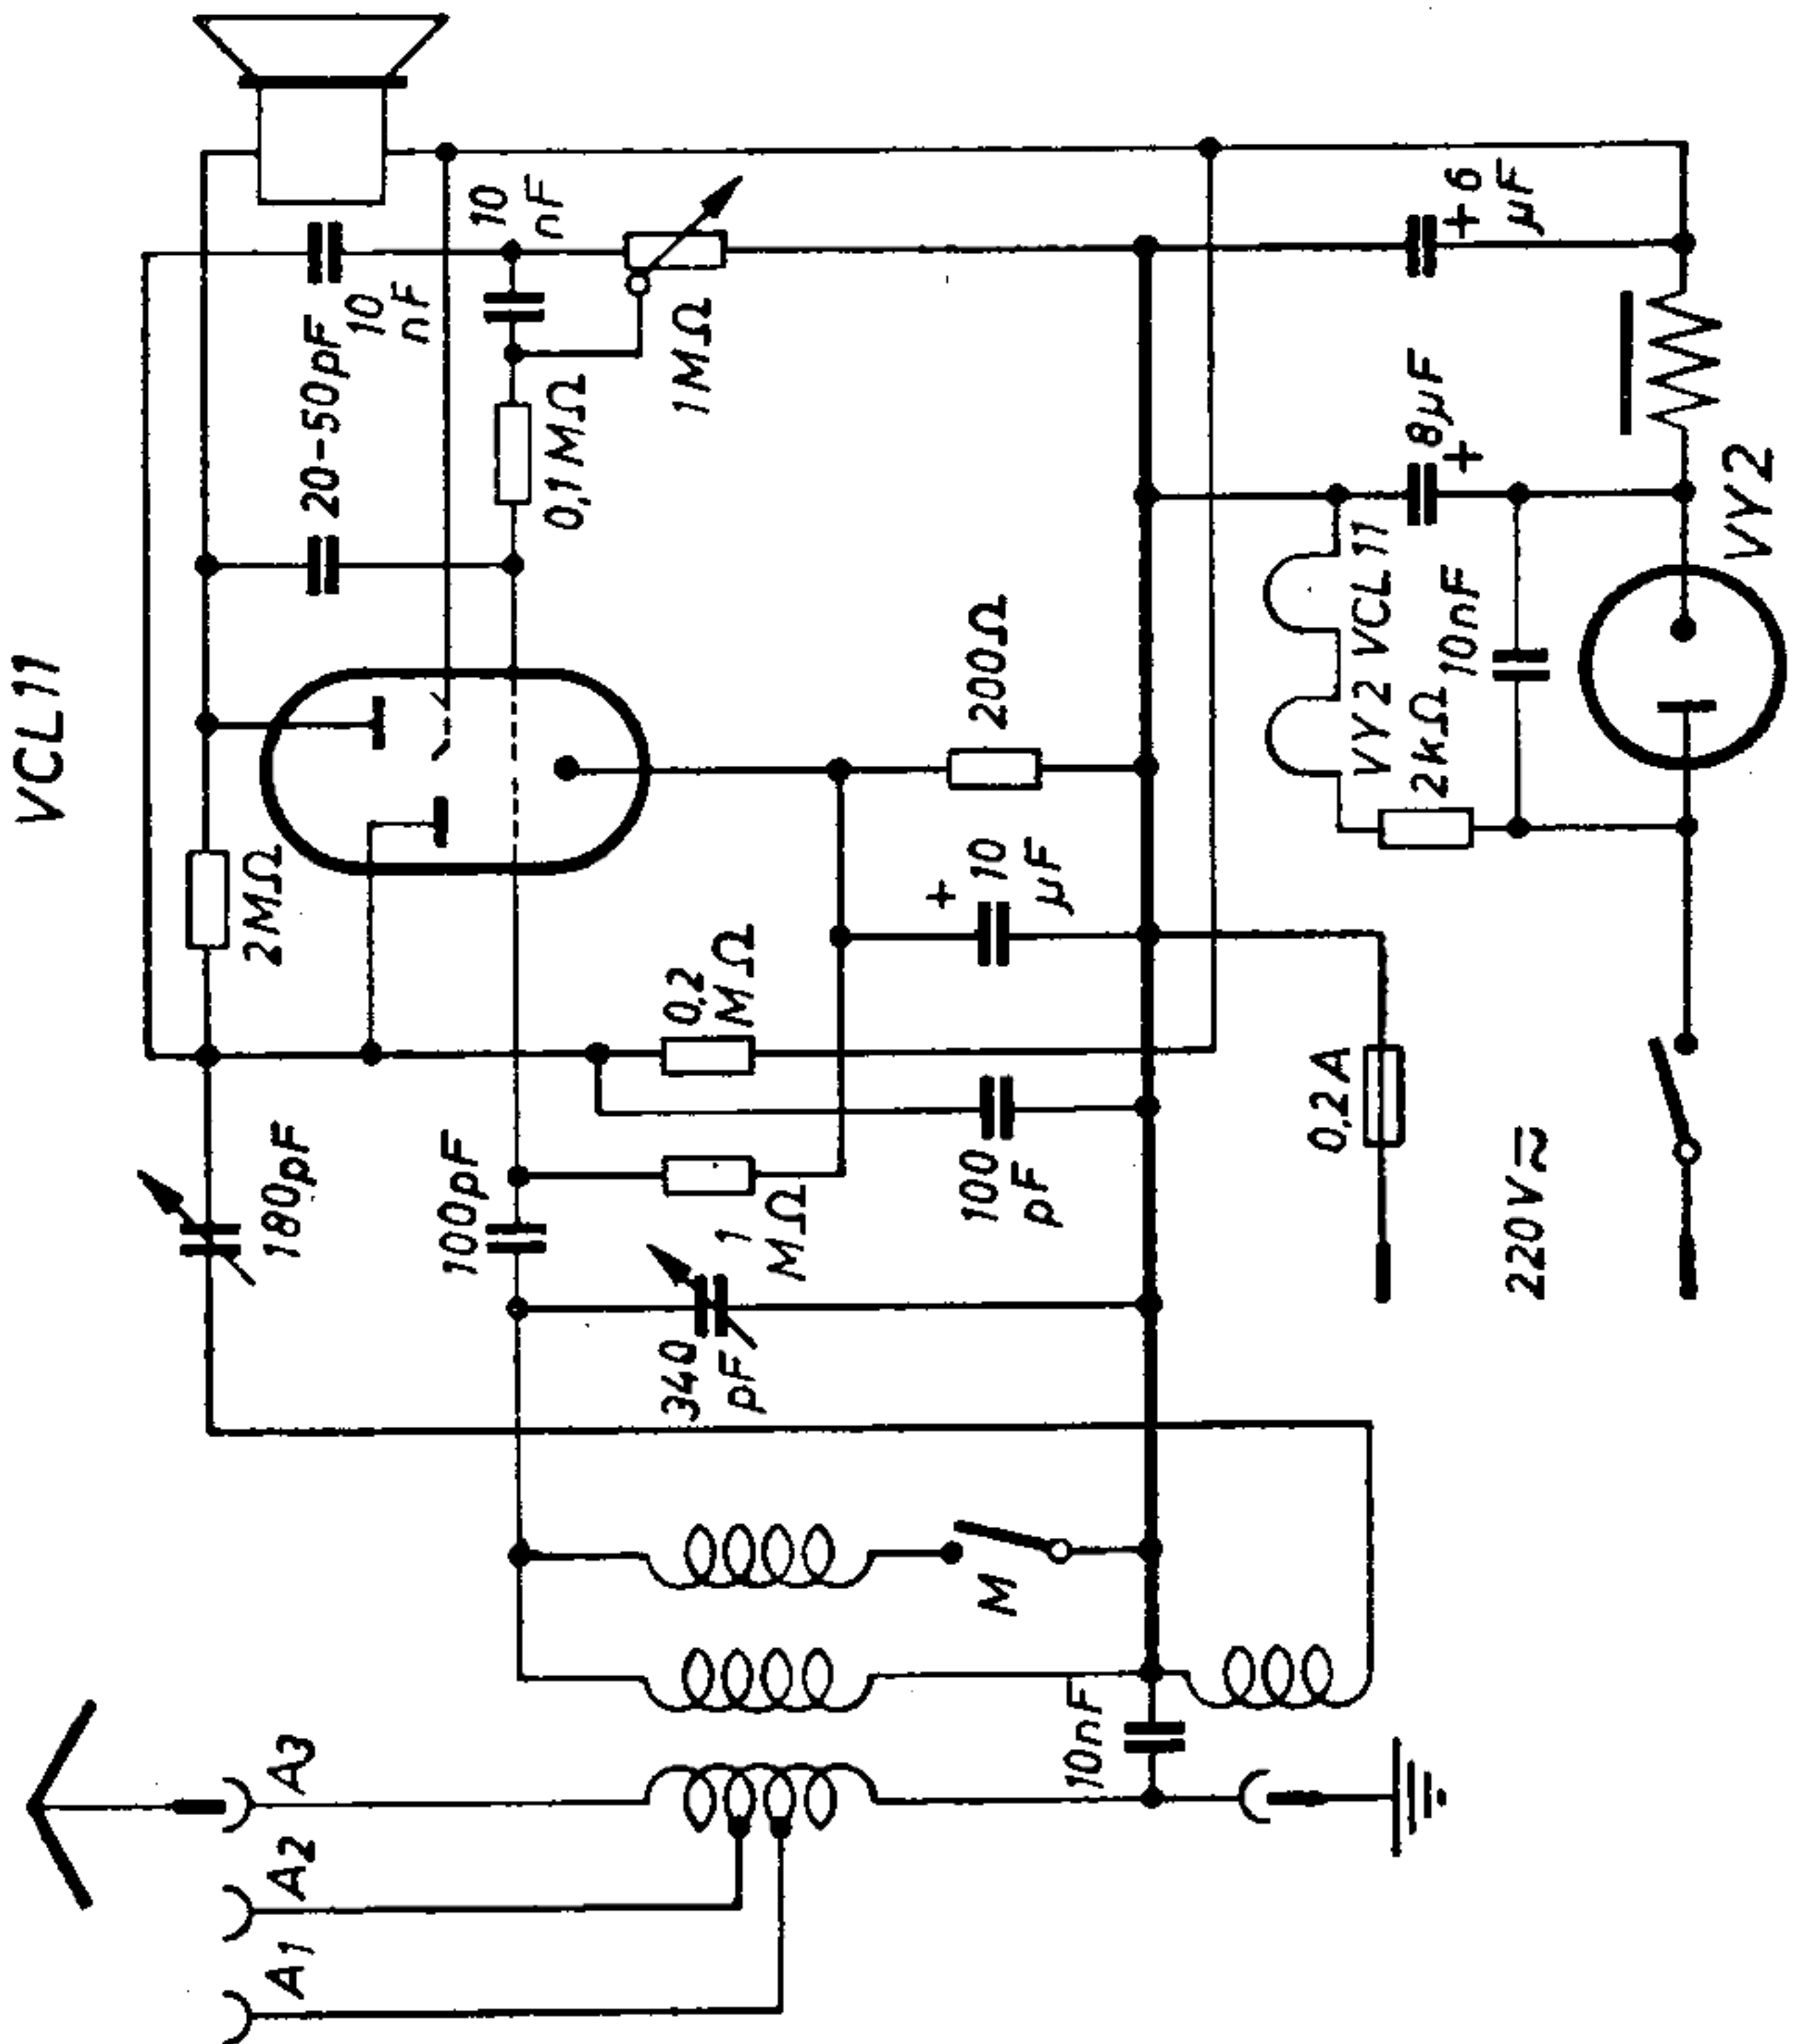 VCL11
A1
A2
A3
180pF
2MΩ
20-50pF
10
nF
10
nF
100pF
0,1MΩ
340
pF
1
MΩ
0,2
MΩ
1MΩ
M
100
pF
+ 10
µF
200Ω
10nF
0,2A
VY2 VCL11
2kΩ
10nF
8µF
+
+ 6
µF
220V≂
VY2